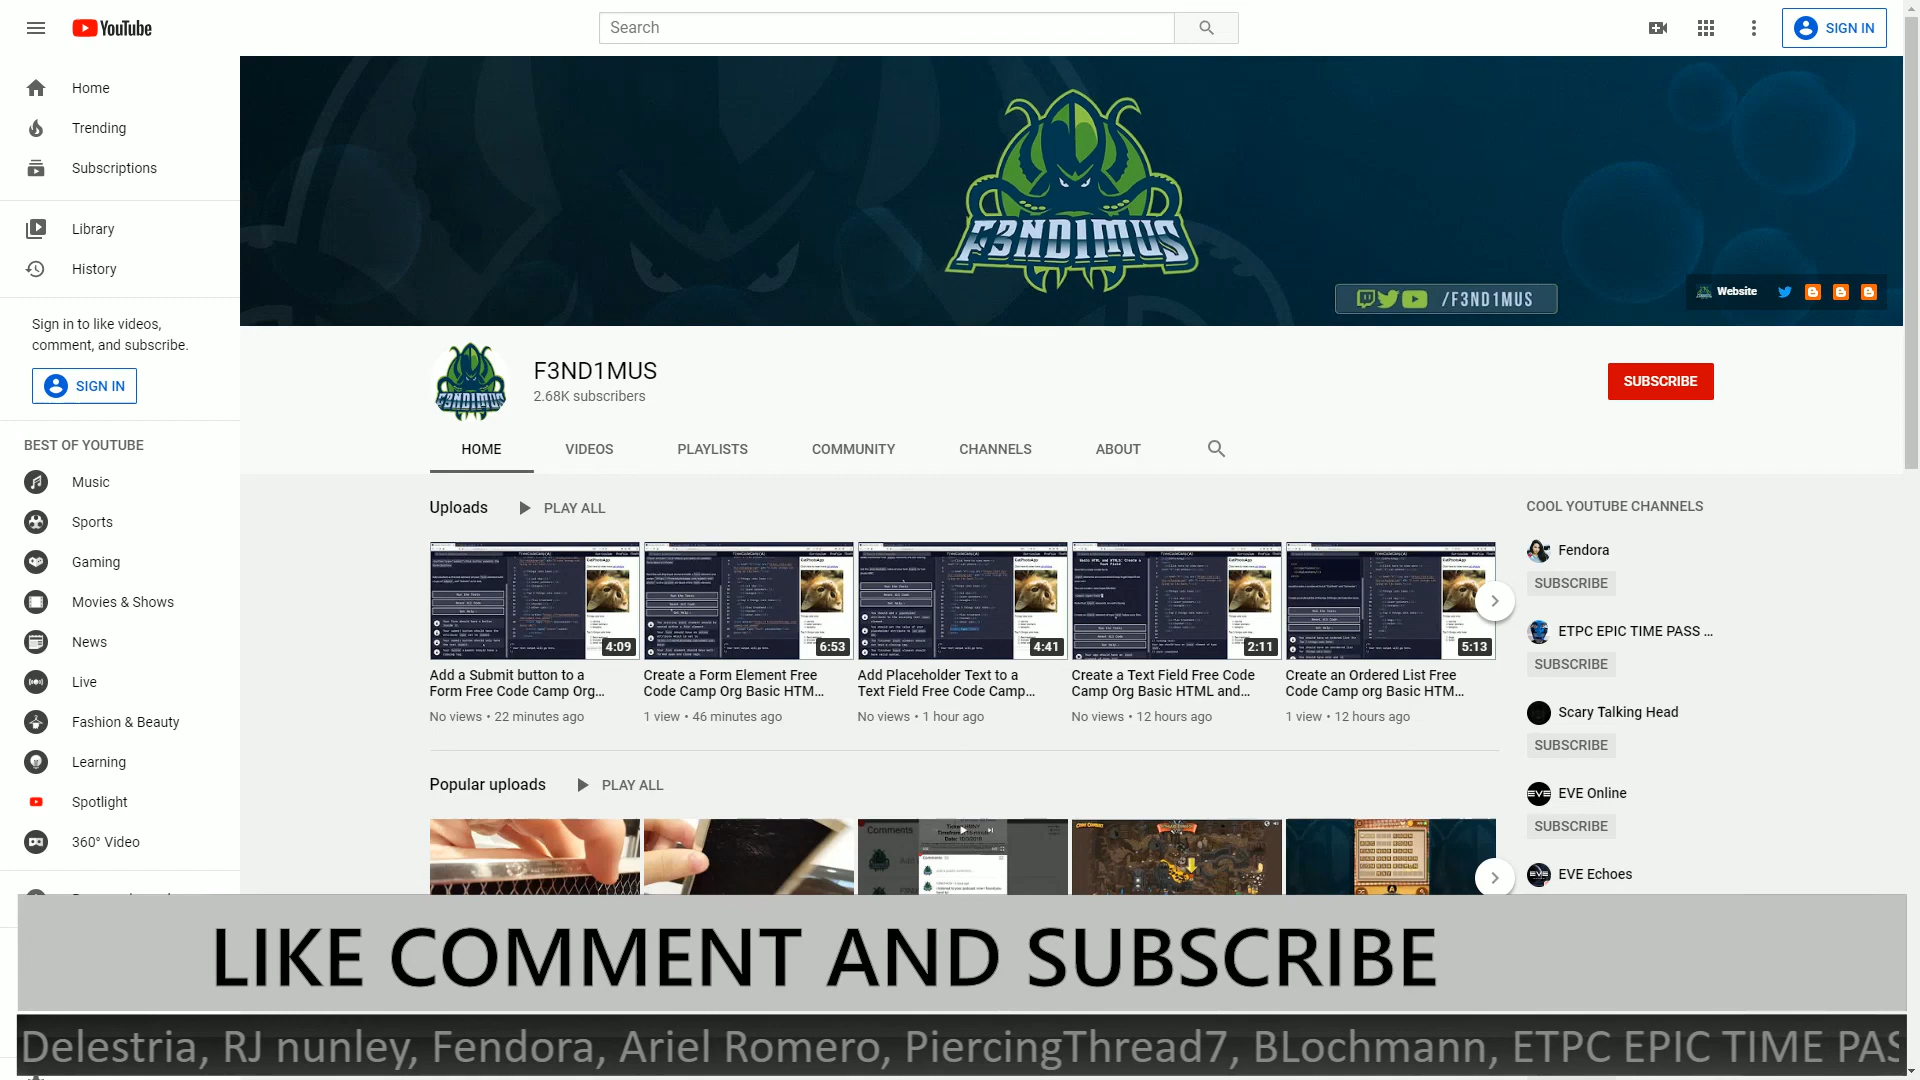 YouTube
Search
SIGN IN
Home
Trending
Subscriptions
Library
History
Sign in to like videos,
comment, and subscribe.
SIGN IN
BEST OF YOUTUBE
Music
Sports
Gaming
Movies & Shows
News
Live
Fashion & Beauty
Learning
Spotlight
360° Video
F3ND1MUS
/F3ND1MUS
Website
F3ND1MUS
F3ND1MUS
2.68K subscribers
SUBSCRIBE
HOME
VIDEOS
PLAYLISTS
COMMUNITY
CHANNELS
ABOUT
Uploads
PLAY ALL
4:09
Add a Submit button to a
Form Free Code Camp Org...
No views • 22 minutes ago
6:53
Create a Form Element Free
Code Camp Org Basic HTM...
1 view • 46 minutes ago
4:41
Add Placeholder Text to a
Text Field Free Code Camp...
No views • 1 hour ago
2:11
Create a Text Field Free Code
Camp Org Basic HTML and...
No views • 12 hours ago
5:13
Create an Ordered List Free
Code Camp org Basic HTM...
1 view • 12 hours ago
Popular uploads
PLAY ALL
Comments
COOL YOUTUBE CHANNELS
Fendora
SUBSCRIBE
ETPC EPIC TIME PASS ...
SUBSCRIBE
Scary Talking Head
SUBSCRIBE
EVE Online
SUBSCRIBE
EVE Echoes
LIKE COMMENT AND SUBSCRIBE
Delestria, RJ nunley, Fendora, Ariel Romero, PiercingThread7, BLochmann, ETPC EPIC TIME PAS